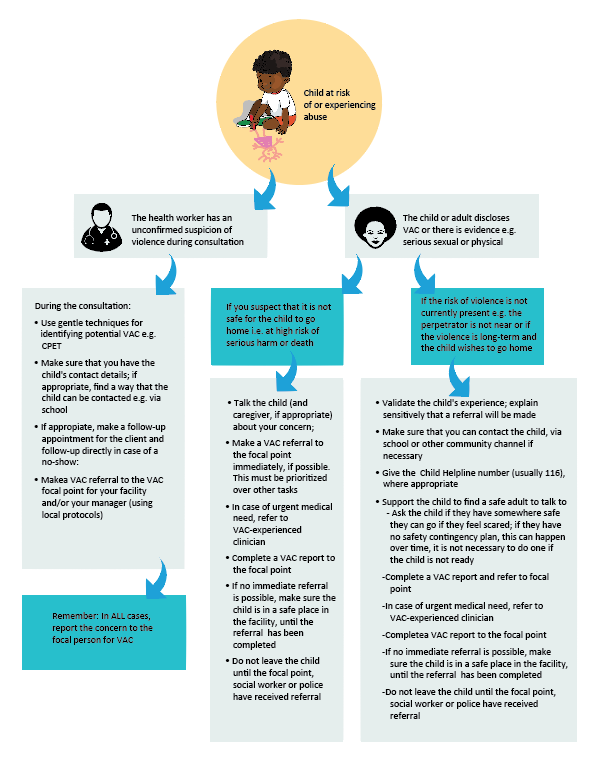 Child at risk
of or experiencing
abuse
The health worker has an
unconfirmed suspicion of
violence during consultation
The child or adult discloses
VAC or there is evidence e.g.
serious sexual or physical
During the consultation:
• Use gentle techniques for
identifying potential VAC e.g.
CPET
• Make sure that you have the
child's contact details; if
appropriate, find a way that the
child can be contacted e.g. via
school
• If appropiate, make a follow-up
appointment for the client and
follow-up directly in case of a
no-show:
• Makea VAC referral to the VAC
focal point for your facility
and/or your manager (using
local protocols)
Remember: In ALL cases,
report the concern to the
focal person for VAC
If you suspect that it is not
safe for the child to go
home i.e. at high risk of
serious harm or death
• Talk the child (and
caregiver, if appropriate)
about your concern;
• Make a VAC referral to
the focal point
immediately, if possible.
This must be prioritized
over other tasks
• In case of urgent medical
need, refer to
VAC-experienced
clinician
• Complete a VAC report to
the focal point
• If no immediate referral
is possible, make sure the
child is in a safe place in
the facility, until the
referral has been
completed
• Do not leave the child
until the focal point,
social worker or police
have received referral
If the risk of violence is not
currently present e.g. the
perpetrator is not near or if
the violence is long-term and
the child wishes to go home
• Validate the child's experience; explain
sensitively that a referral will be made
• Make sure that you can contact the child, via
school or other community channel if
necessary
• Give the Child Helpline number (usually 116),
where appropriate
• Support the child to find a safe adult to talk to
- Ask the child if they have somewhere safe
they can go if they feel scared; if they have
no safety contingency plan, this can happen
over time, it is not necessary to do one if
the child is not ready
-Complete a VAC report and refer to focal
point
-In case of urgent medical need, refer to
VAC-experienced clinician
-Completea VAC report to the focal point
-If no immediate referral is possible, make
sure the child is in a safe place in the facility,
until the referral has been completed
-Do not leave the child until the focal point,
social worker or police have received
referral